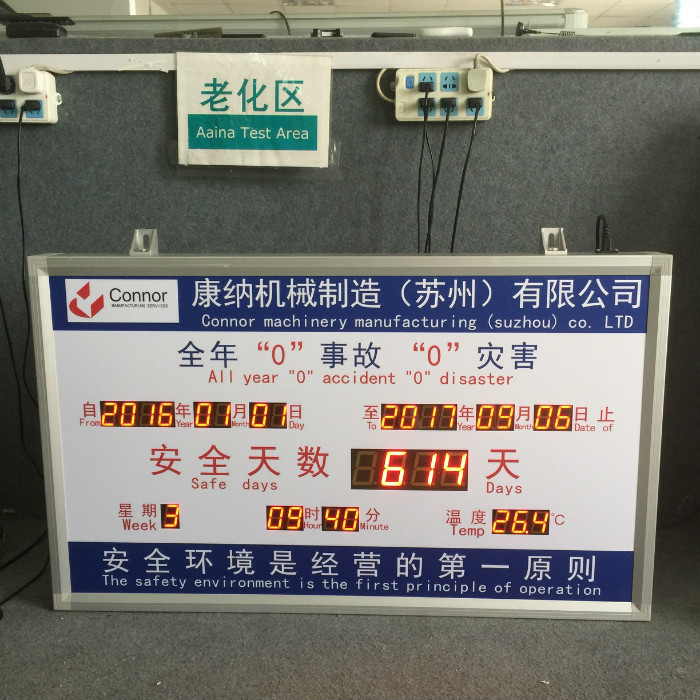 老化区
Aaina Test Area
Connor
MANUFACTURING SERVICES
康纳机械制造（苏州）有限公司
Connor machinery manufacturing (suzhou) co. LTD
全年“0”事故 “0”灾害
All year "0" accident "0" disaster
自 2016 年 01 月 01 日 至 2017 年 09 月 06 日 止
From Year Month Day To Year Month Date of
安全天数 614 天
Safe days Days
星期 3 09 时 40 分 温度 26.4 ℃
Week Hour Minute Temp
安全环境是经营的第一原则
The safety environment is the first principle of operation